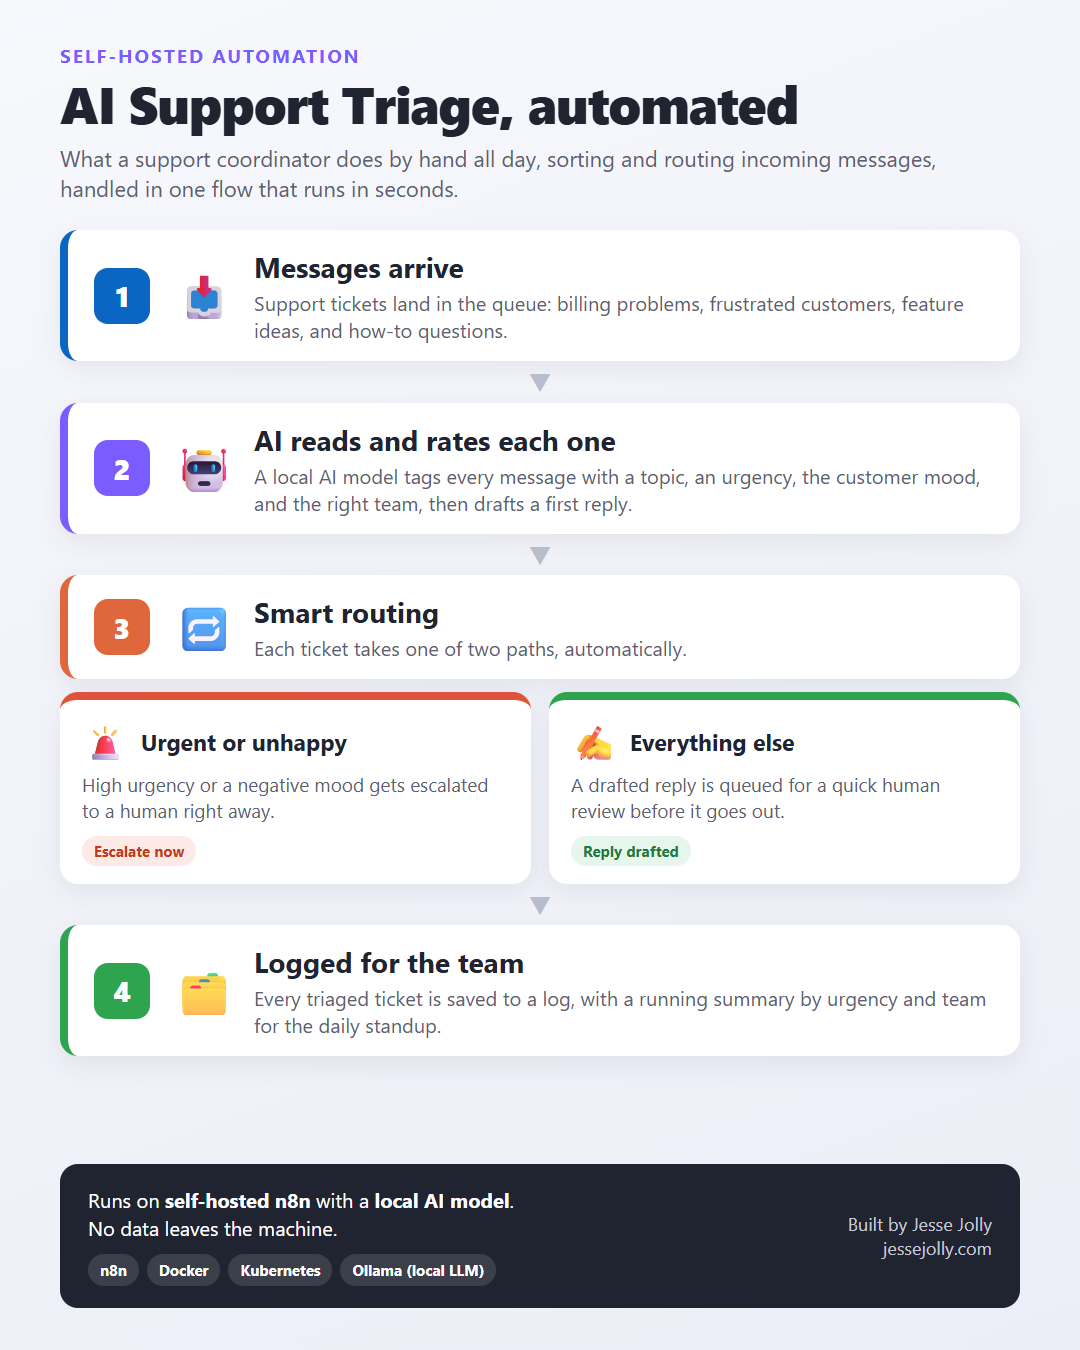 SELF-HOSTED AUTOMATION
AI Support Triage, automated
What a support coordinator does by hand all day, sorting and routing incoming messages,
handled in one flow that runs in seconds.
1
Messages arrive
Support tickets land in the queue: billing problems, frustrated customers, feature
ideas, and how-to questions.
2
AI reads and rates each one
A local AI model tags every message with a topic, an urgency, the customer mood,
and the right team, then drafts a first reply.
3
Smart routing
Each ticket takes one of two paths, automatically.
Urgent or unhappy
High urgency or a negative mood gets escalated
to a human right away.
Escalate now
Everything else
A drafted reply is queued for a quick human
review before it goes out.
Reply drafted
4
Logged for the team
Every triaged ticket is saved to a log, with a running summary by urgency and team
for the daily standup.
Runs on self-hosted n8n with a local AI model.
No data leaves the machine.
n8n Docker Kubernetes Ollama (local LLM)
Built by Jesse Jolly
jessejolly.com